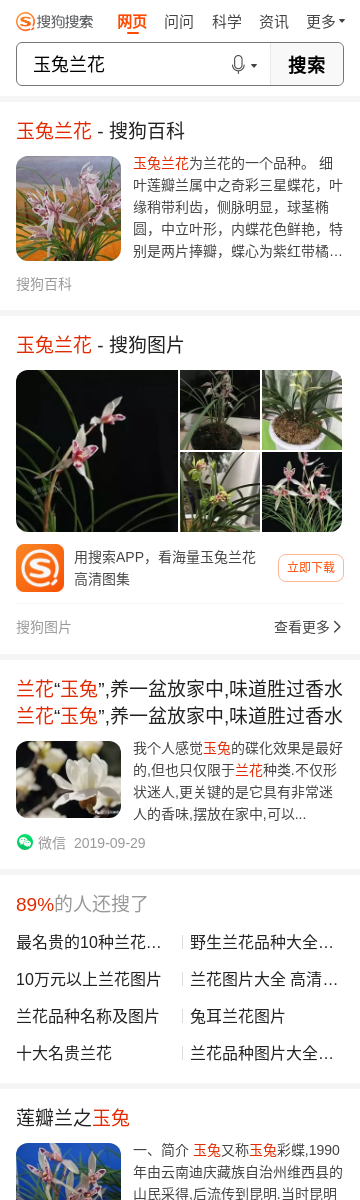 搜狗搜索 网页 问问 科学 资讯 更多
玉兔兰花 搜索
玉兔兰花 - 搜狗百科
玉兔兰花为兰花的一个品种。 细
叶莲瓣兰属中之奇彩三星蝶花，叶
缘稍带利齿，侧脉明显，球茎椭
圆，中立叶形，内蝶花色鲜艳，特
别是两片捧瓣，蝶心为紫红带橘...
搜狗百科
玉兔兰花 - 搜狗图片
用搜索APP，看海量玉兔兰花
高清图集
立即下载
搜狗图片 查看更多
兰花“玉兔”,养一盆放家中,味道胜过香水
兰花“玉兔”,养一盆放家中,味道胜过香水
我个人感觉玉兔的碟化效果是最好
的,但也只仅限于兰花种类.不仅形
状迷人,更关键的是它具有非常迷
人的香味,摆放在家中,可以...
微信 2019-09-29
89%的人还搜了
最名贵的10种兰花... 野生兰花品种大全...
10万元以上兰花图片 兰花图片大全 高清...
兰花品种名称及图片 兔耳兰花图片
十大名贵兰花 兰花品种图片大全...
莲瓣兰之玉兔
一、简介 玉兔又称玉兔彩蝶,1990
年由云南迪庆藏族自治州维西县的
山民采得,后流传到昆明.当时昆明